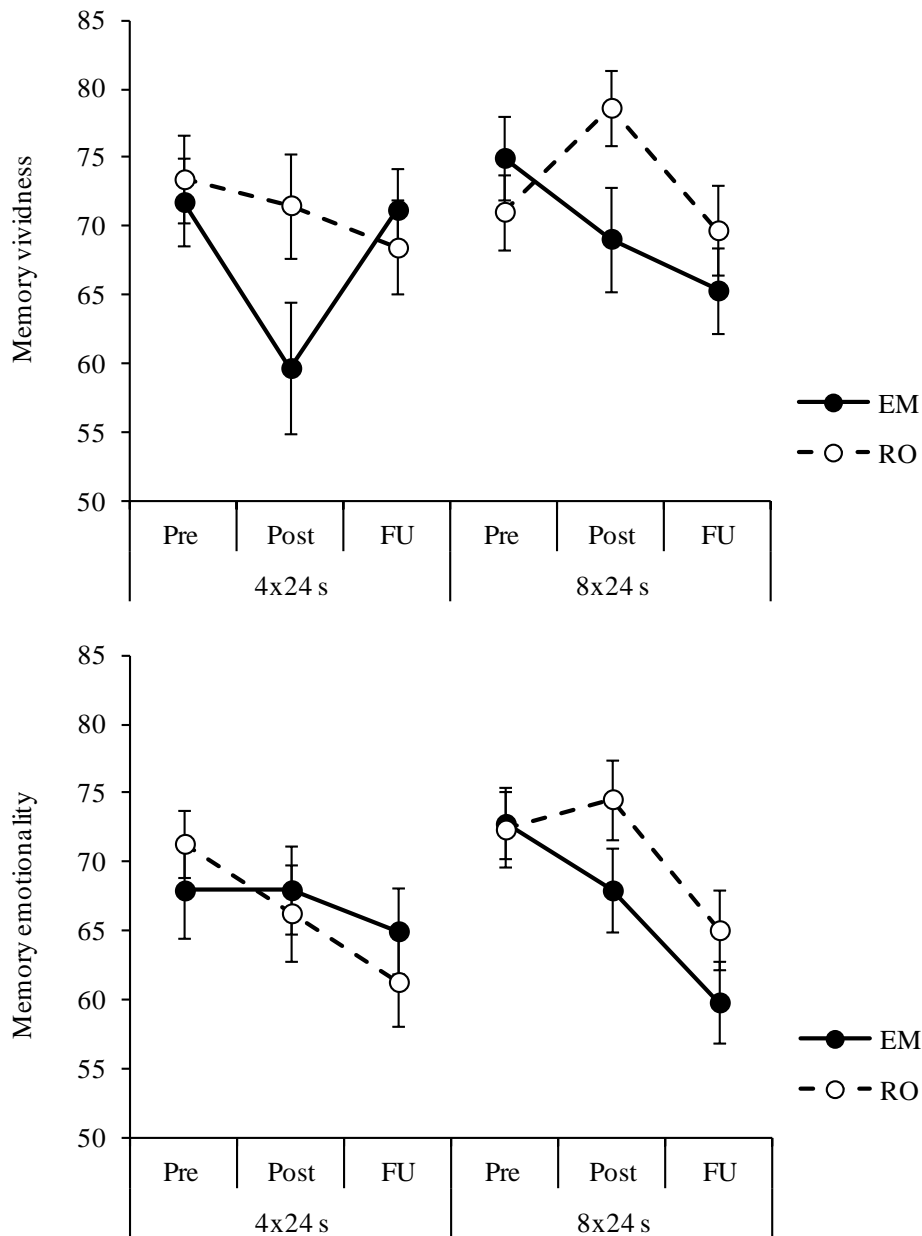 85
80
75
70
65
60
55
50
Memory vividness
Pre Post FU Pre Post FU
4x24 s 8x24 s
EM
RO
85
80
75
70
65
60
55
50
Memory emotionality
Pre Post FU Pre Post FU
4x24 s 8x24 s
EM
RO